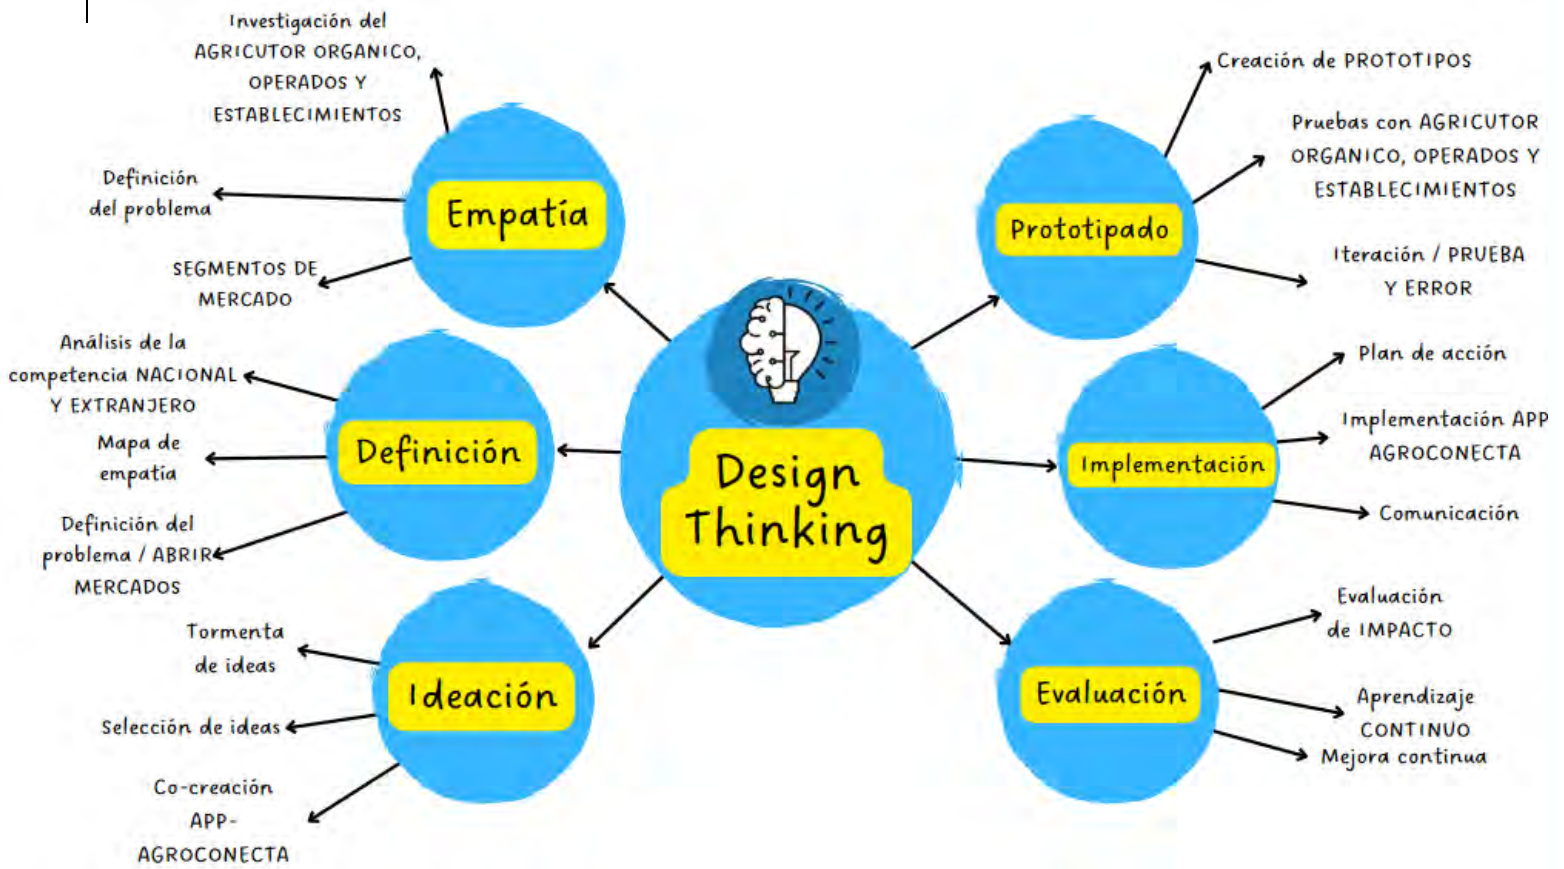 Investigación del
AGRICUTOR ORGANICO,
OPERADOS Y
ESTABLECIMIENTOS
Definición
del problema
SEGMENTOS DE
MERCADO
Empatía
Análisis de la
competencia NACIONAL
Y EXTRANJERO
Mapa de
empatía
Definición del
problema / ABRIR
MERCADOS
Definición
Tormenta
de ideas
Selección de ideas
Co-creación
APP-
AGROCONECTA
Ideación
Design
Thinking
Prototipado
Creación de PROTOTIPOS
Pruebas con AGRICUTOR
ORGANICO, OPERADOS Y
ESTABLECIMIENTOS
Iteración / PRUEBA
Y ERROR
Implementación
Plan de acción
Implementación APP
AGROCONECTA
Comunicación
Evaluación
Evaluación
de IMPACTO
Aprendizaje
CONTINUO
Mejora continua